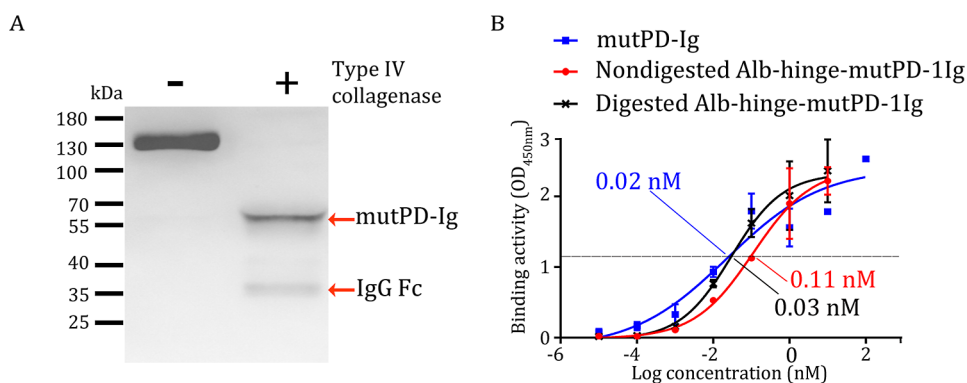 A
− + Type IV
collagenase
kDa
180
130
100
70
55
40
35
25
mutPD-Ig
IgG Fc
B
mutPD-Ig
Nondigested Alb-hinge-mutPD-1Ig
Digested Alb-hinge-mutPD-1Ig
Binding activity (OD450nm)
3
2
1
0
0.02 nM
0.11 nM
0.03 nM
-6 -4 -2 0 2
Log concentration (nM)